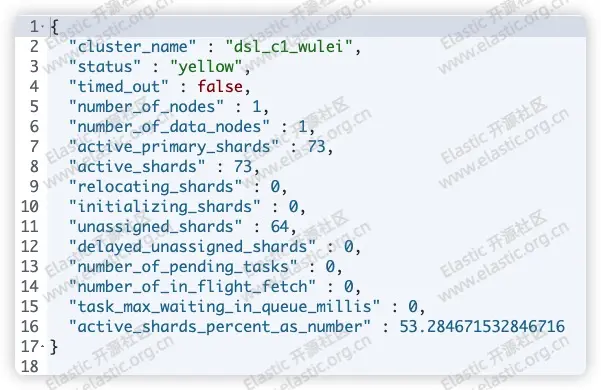 1 {
2 "cluster_name" : "dsl_c1_wulei",
3 "status" : "yellow",
4 "timed_out" : false,
5 "number_of_nodes" : 1,
6 "number_of_data_nodes" : 1,
7 "active_primary_shards" : 73,
8 "active_shards" : 73,
9 "relocating_shards" : 0,
10 "initializing_shards" : 0,
11 "unassigned_shards" : 64,
12 "delayed_unassigned_shards" : 0,
13 "number_of_pending_tasks" : 0,
14 "number_of_in_flight_fetch" : 0,
15 "task_max_waiting_in_queue_millis" : 0,
16 "active_shards_percent_as_number" : 53.284671532846716
17 }
18
Elastic 开源社区
www.elastic.org.cn